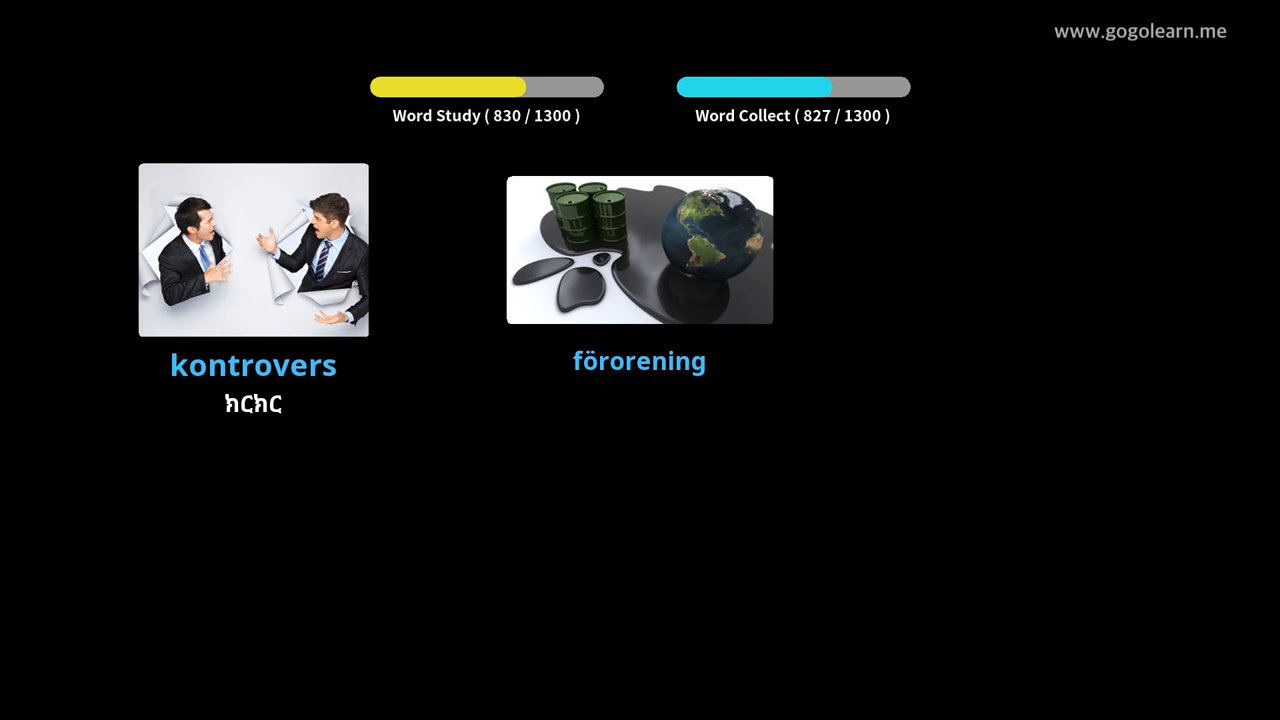 www.gogolearn.me
Word Study ( 830 / 1300 )
Word Collect ( 827 / 1300 )
kontrovers
förorening
ክርክር